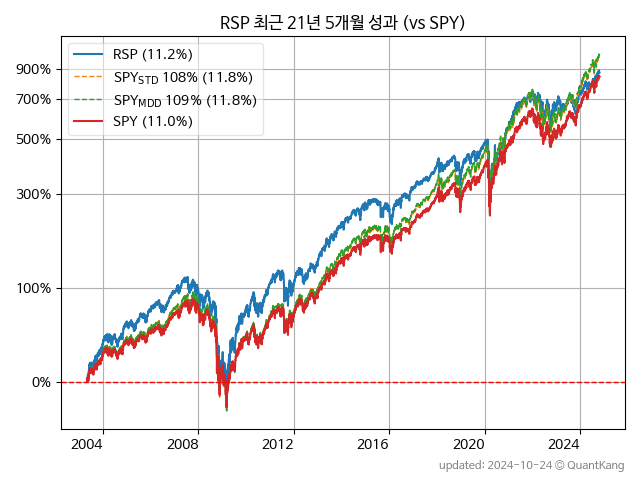 RSP 최근 21년 5개월 성과 (vs SPY)
RSP (11.2%)
SPY_STD 108% (11.8%)
SPY_MDD 109% (11.8%)
SPY (11.0%)
900%
700%
500%
300%
100%
0%
2004 2008 2012 2016 2020 2024
updated: 2024-10-24 © QuantKang